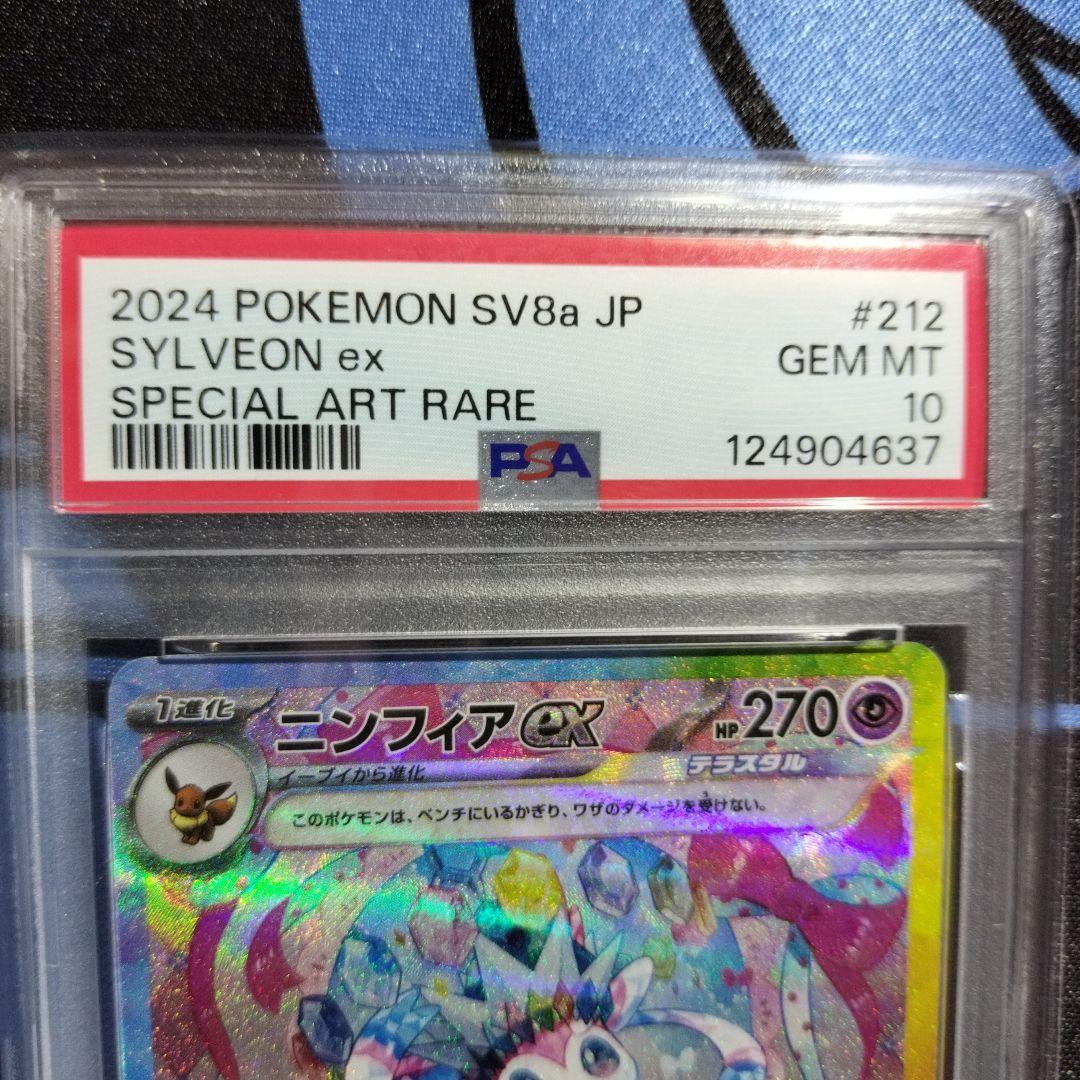 2024 POKEMON SV8a JP #212
SYLVEON ex GEM MT
SPECIAL ART RARE 10
PSA 124904637
1進化 ニンフィアex HP270
イーブイから進化 テラスタル
このポケモンは、ベンチにいるかぎり、ワザのダメージを受けない。